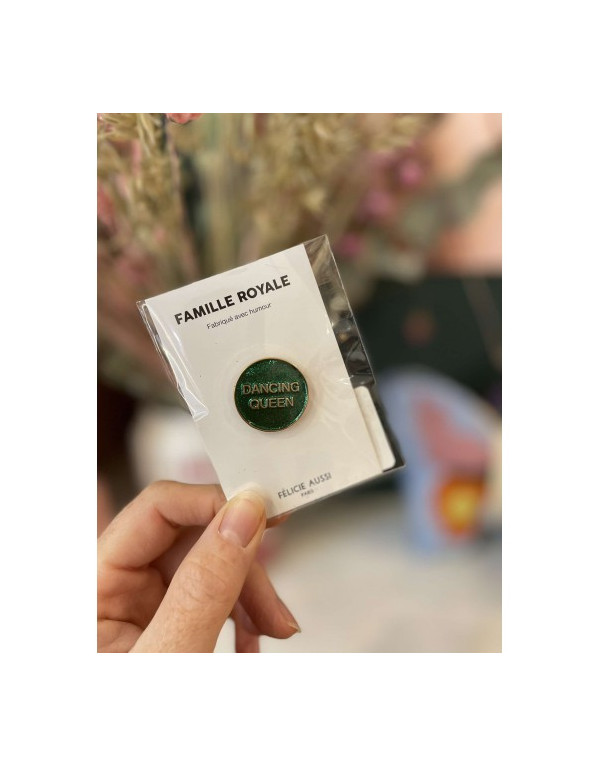 FAMILLE ROYALE
Fabriqué avec humour
DANCING
QUEEN
FÉLICIE AUSSI
PARIS